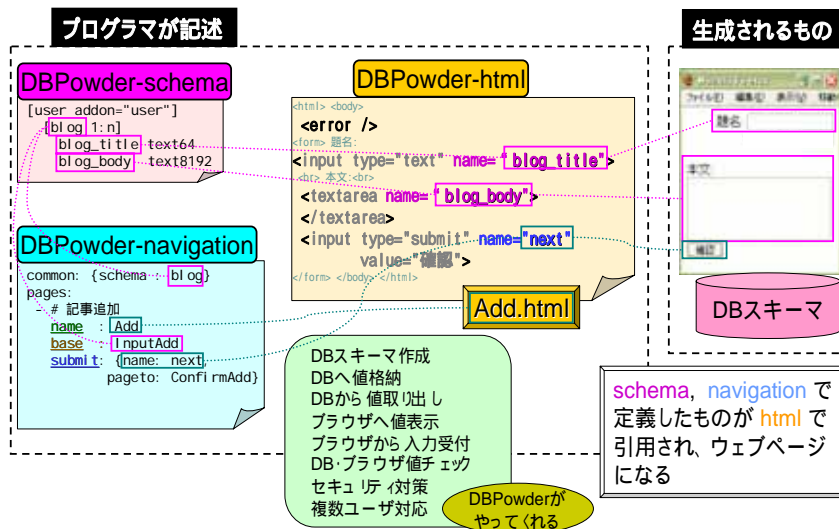 プログラマが記述
生成されるもの
DBPowder-schema
[user addon="user"]
[blog 1:n]
blog_title text64
blog_body text8192
DBPowder-html
<html> <body>
<error />
<form> 題名:
<input type="text" name="blog_title">
<br> 本文:<br>
<textarea name="blog_body">
</textarea>
<input type="submit" name="next"
value="確認">
</form> </body> </html>
Add.html
DBPowder-navigation
common: {schema blog}
pages:
- # 記事追加
name : Add
base : InputAdd
submit: {name: next,
pageto: ConfirmAdd}
題名
本文
確認
DBスキーマ
DBスキーマ作成
DBへ値格納
DBから値取り出し
ブラウザへ値表示
ブラウザから入力受付
DB・ブラウザ値チェック
セキュリティ対策
複数ユーザ対応
DBPowderが
やってくれる
schema, navigation で
定義したものが html で
引用され、ウェブページ
になる